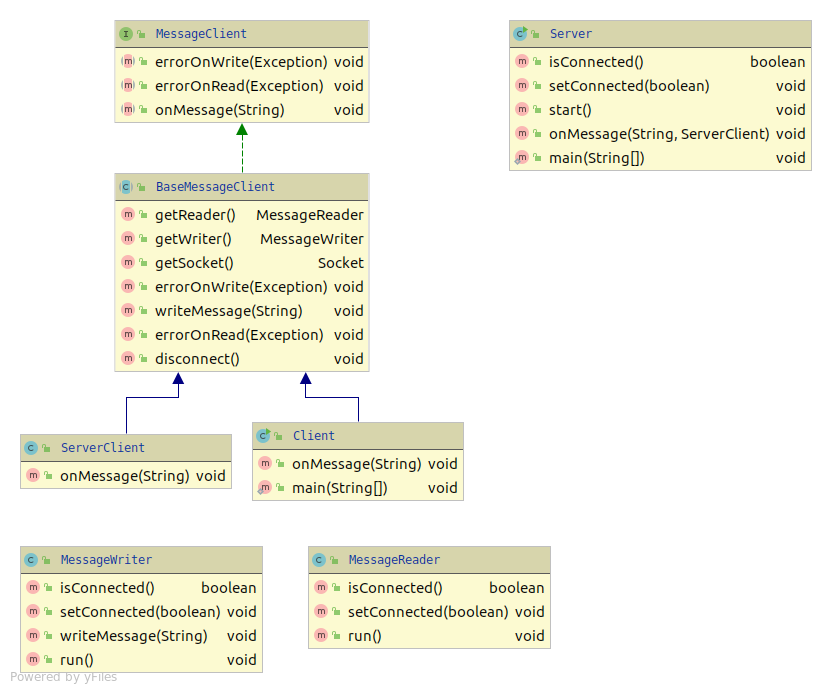 MessageClient
errorOnWrite(Exception) void
errorOnRead(Exception) void
onMessage(String) void
Server
isConnected() boolean
setConnected(boolean) void
start() void
onMessage(String, ServerClient) void
main(String[]) void
BaseMessageClient
getReader() MessageReader
getWriter() MessageWriter
getSocket() Socket
errorOnWrite(Exception) void
writeMessage(String) void
errorOnRead(Exception) void
disconnect() void
ServerClient
onMessage(String) void
Client
onMessage(String) void
main(String[]) void
MessageWriter
isConnected() boolean
setConnected(boolean) void
writeMessage(String) void
run() void
MessageReader
isConnected() boolean
setConnected(boolean) void
run() void
Powered by yFiles